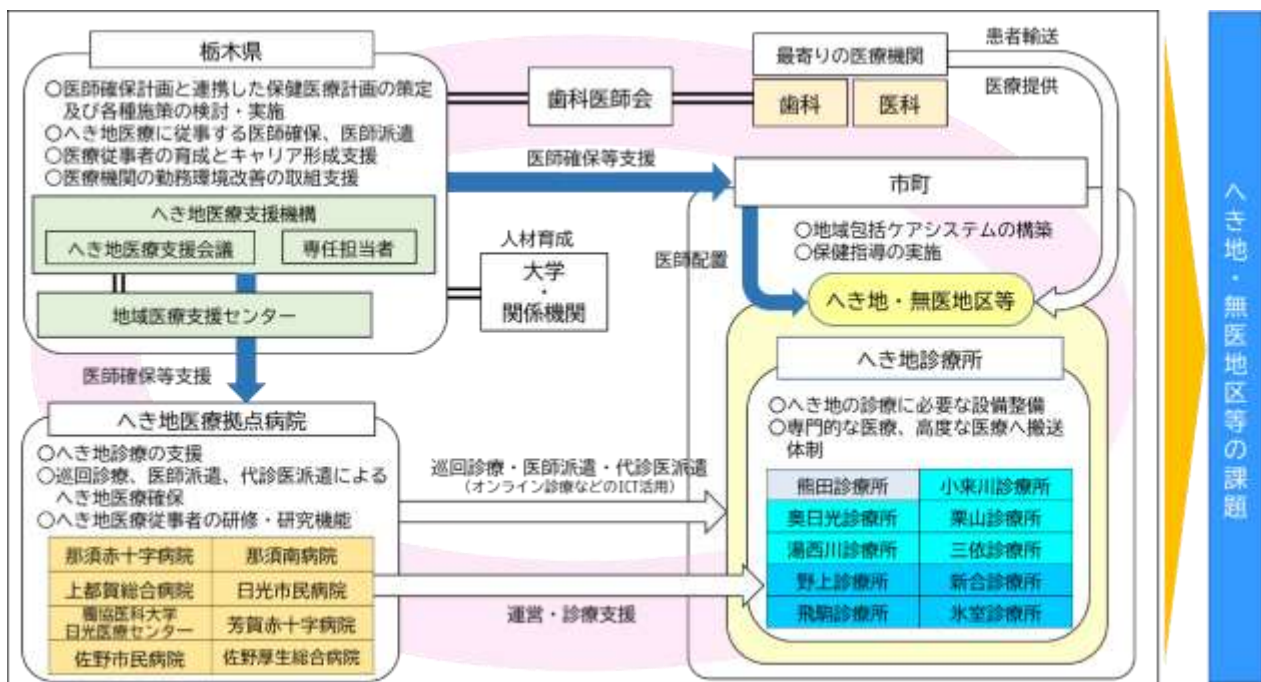 栃木県
○医師確保計画と連携した保健医療計画の策定
及び各種施策の検討・実施
○へき地医療に従事する医師確保、医師派遣
○医療従事者の育成とキャリア形成支援
○医療機関の勤務環境改善の取組支援
へき地医療支援機構
へき地医療支援会議
専任担当者
地域医療支援センター
歯科医師会
最寄りの医療機関
歯科
医科
患者輸送
医療提供
医師確保等支援
市町
○地域包括ケアシステムの構築
○保健指導の実施
医師配置
人材育成
大学
・
関係機関
へき地・無医地区等
医師確保等支援
へき地医療拠点病院
○へき地診療の支援
○巡回診療、医師派遣、代診医派遣による
へき地医療確保
○へき地医療従事者の研修・研究機能
那須赤十字病院
那須南病院
上都賀総合病院
日光市民病院
獨協医科大学
日光医療センター
芳賀赤十字病院
佐野市民病院
佐野厚生総合病院
巡回診療・医師派遣・代診医派遣
(オンライン診療などのICT活用)
運営・診療支援
へき地診療所
○へき地の診療に必要な設備整備
○専門的な医療、高度な医療へ搬送
体制
熊田診療所
小来川診療所
奥日光診療所
栗山診療所
湯西川診療所
三依診療所
野上診療所
新合診療所
飛駒診療所
氷室診療所
へき地・無医地区等の課題